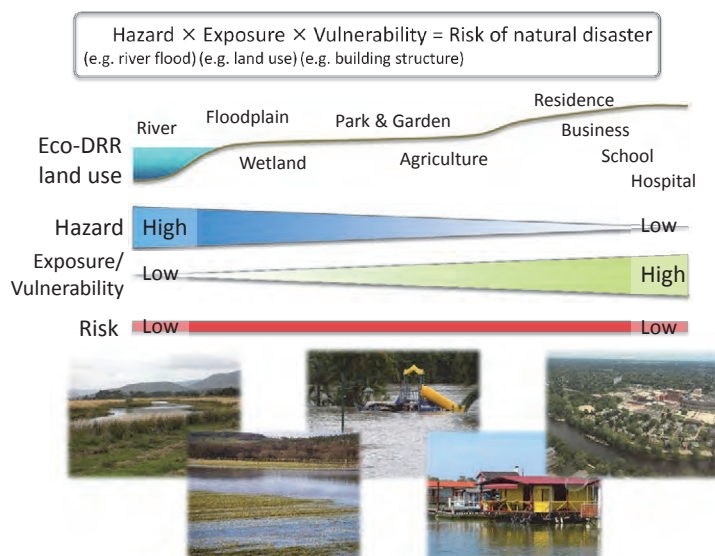 Hazard × Exposure × Vulnerability = Risk of natural disaster
(e.g. river flood) (e.g. land use) (e.g. building structure)
Residence
Floodplain
River
Park & Garden
Business
Eco-DRR
land use
Wetland
Agriculture
School
Hospital
Hazard
High
Low
Exposure/
Vulnerability
Low
High
Risk
Low
Low